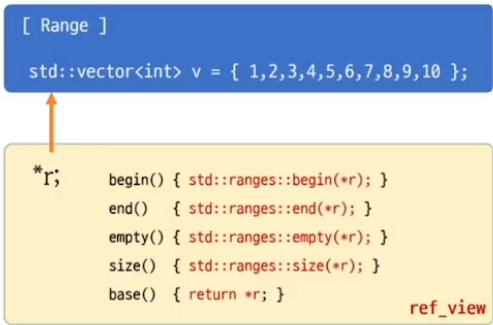 [ Range ]
std::vector<int> v = { 1,2,3,4,5,6,7,8,9,10 };
*r;
begin() { std::ranges::begin(*r); }
end() { std::ranges::end(*r); }
empty() { std::ranges::empty(*r); }
size() { std::ranges::size(*r); }
base() { return *r; }
ref_view